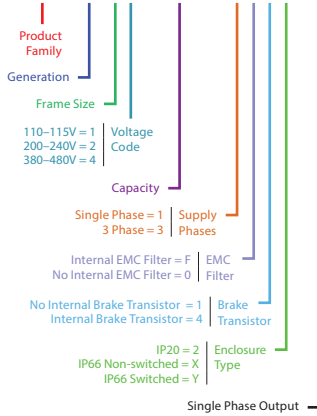 Product
Family
Generation
Frame Size
110–115V = 1 Voltage
200–240V = 2 Code
380–480V = 4
Capacity
Single Phase = 1 Supply
3 Phase = 3 Phases
Internal EMC Filter = F EMC
No Internal EMC Filter = 0 Filter
No Internal Brake Transistor = 1 Brake
Internal Brake Transistor = 4 Transistor
IP20 = 2 Enclosure
IP66 Non-switched = X Type
IP66 Switched = Y
Single Phase Output